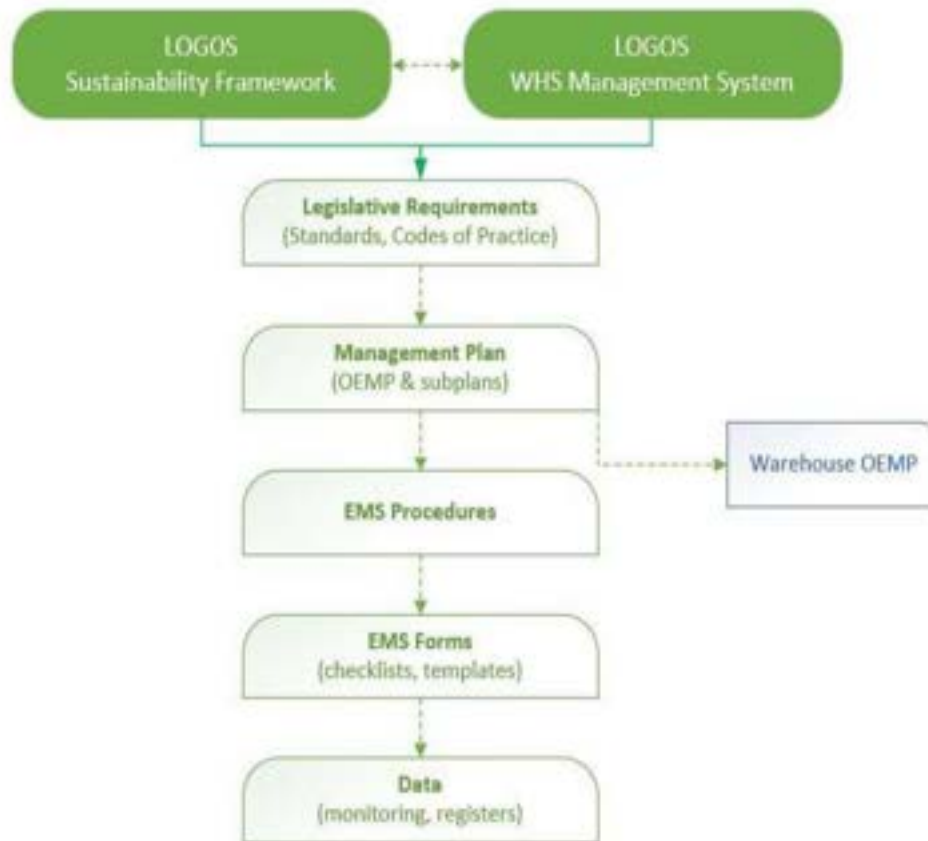 LOGOS
Sustainability Framework
LOGOS
WHS Management System
Legislative Requirements
(Standards, Codes of Practice)
Management Plan
(OEMP & subplans)
Warehouse OEMP
EMS Procedures
EMS Forms
(checklists, templates)
Data
(monitoring, registers)